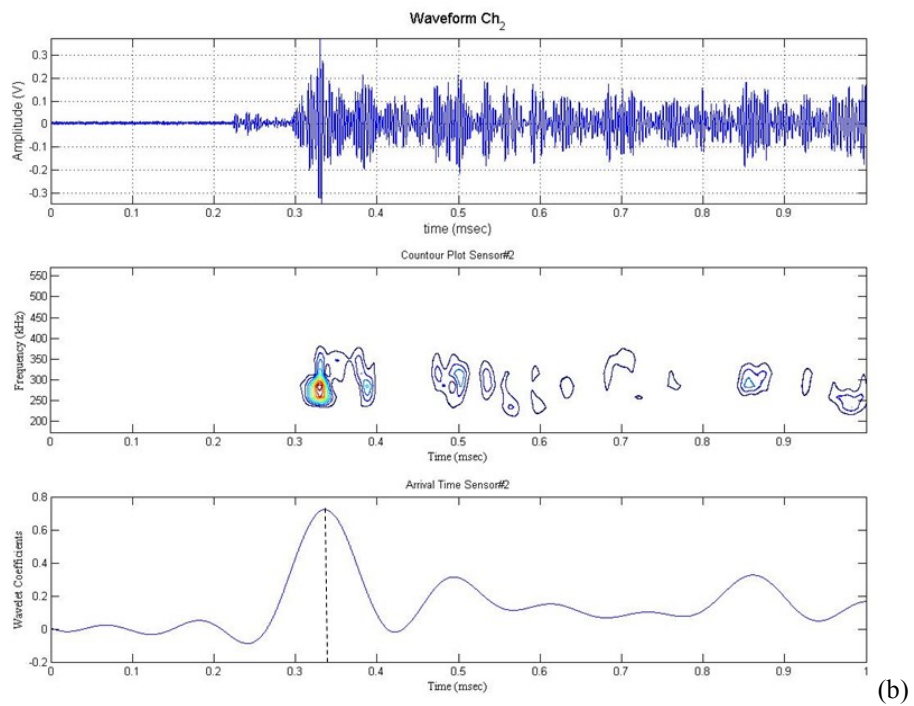 Waveform Ch2
0.3
0.2
0.1
0
-0.1
-0.2
-0.3
Amplitude (V)
0 0.1 0.2 0.3 0.4 0.5 0.6 0.7 0.8 0.9 1
time (msec)
Countour Plot Sensor#2
550
500
450
400
350
300
250
200
Frequency (kHz)
0 0.1 0.2 0.3 0.4 0.5 0.6 0.7 0.8 0.9 1
Time (msec)
Arrival Time Sensor#2
0.8
0.6
0.4
0.2
0
-0.2
Wavelet Coefficients
0 0.1 0.2 0.3 0.4 0.5 0.6 0.7 0.8 0.9 1
Time (msec)
(b)